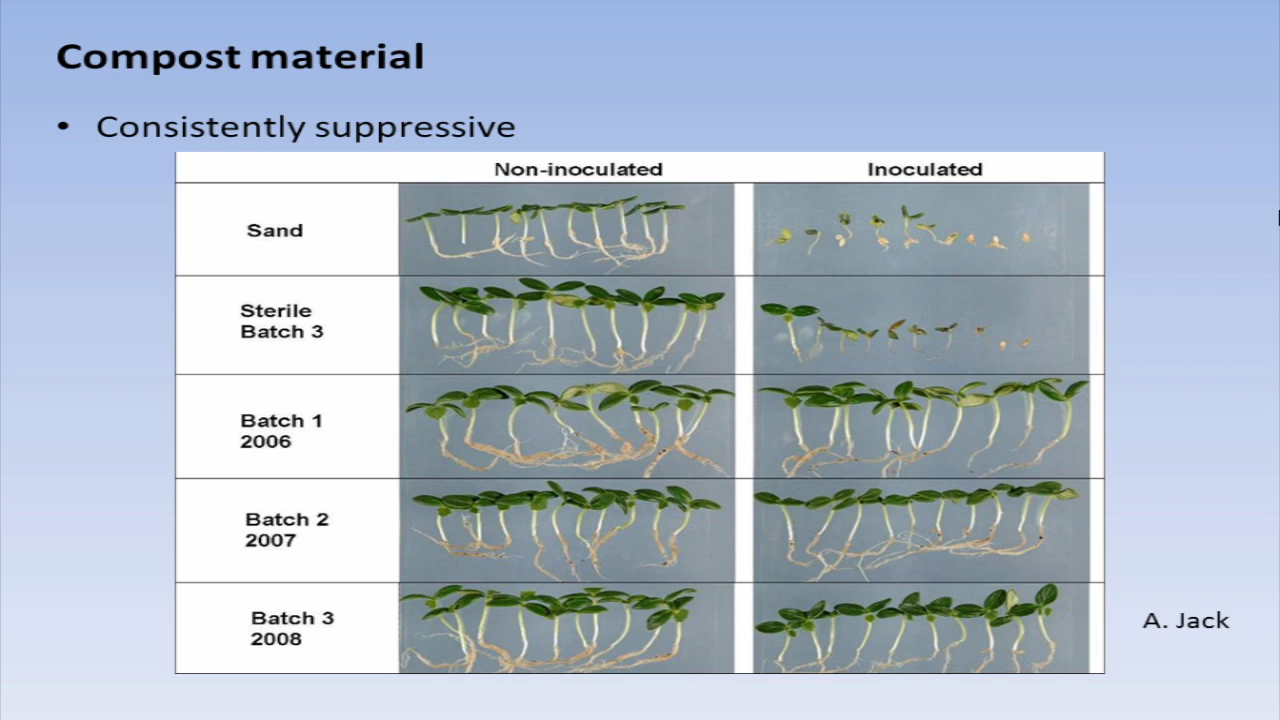 Compost material
• Consistently suppressive
Non-inoculated Inoculated
Sand
Sterile
Batch 3
Batch 1
2006
Batch 2
2007
Batch 3
2008
A. Jack